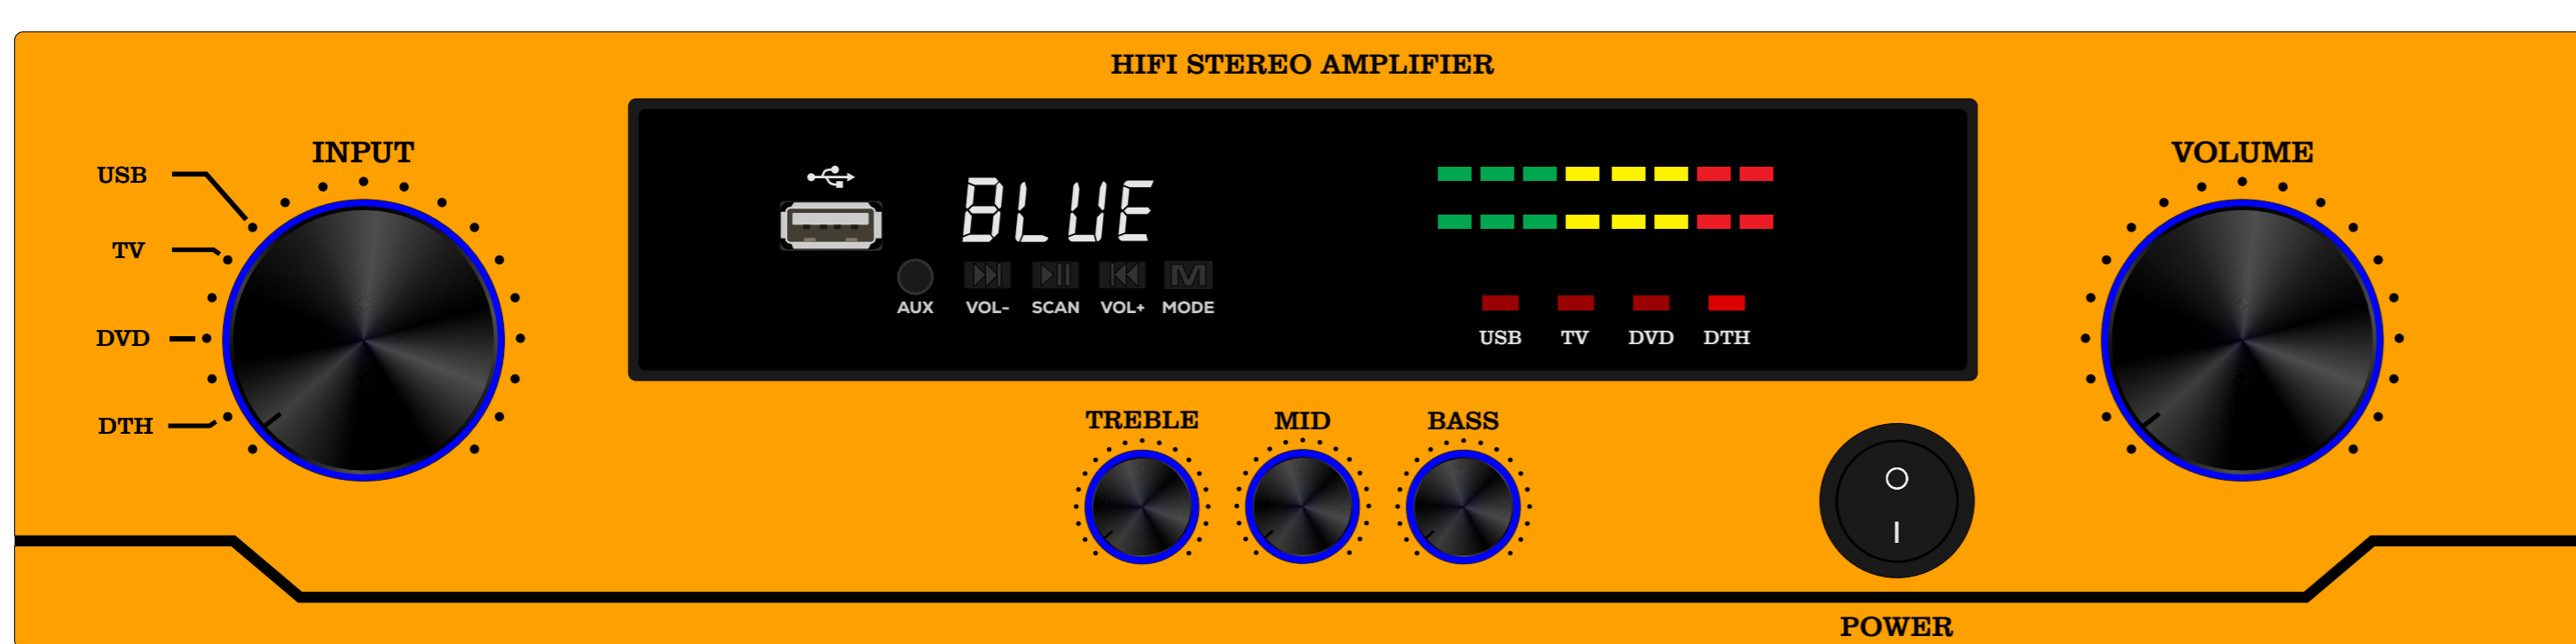 HIFI STEREO AMPLIFIER
INPUT
USB
TV
DVD
DTH
BLUE
AUX VOL- SCAN VOL+ MODE
M
USB TV DVD DTH
VOLUME
TREBLE MID BASS
POWER